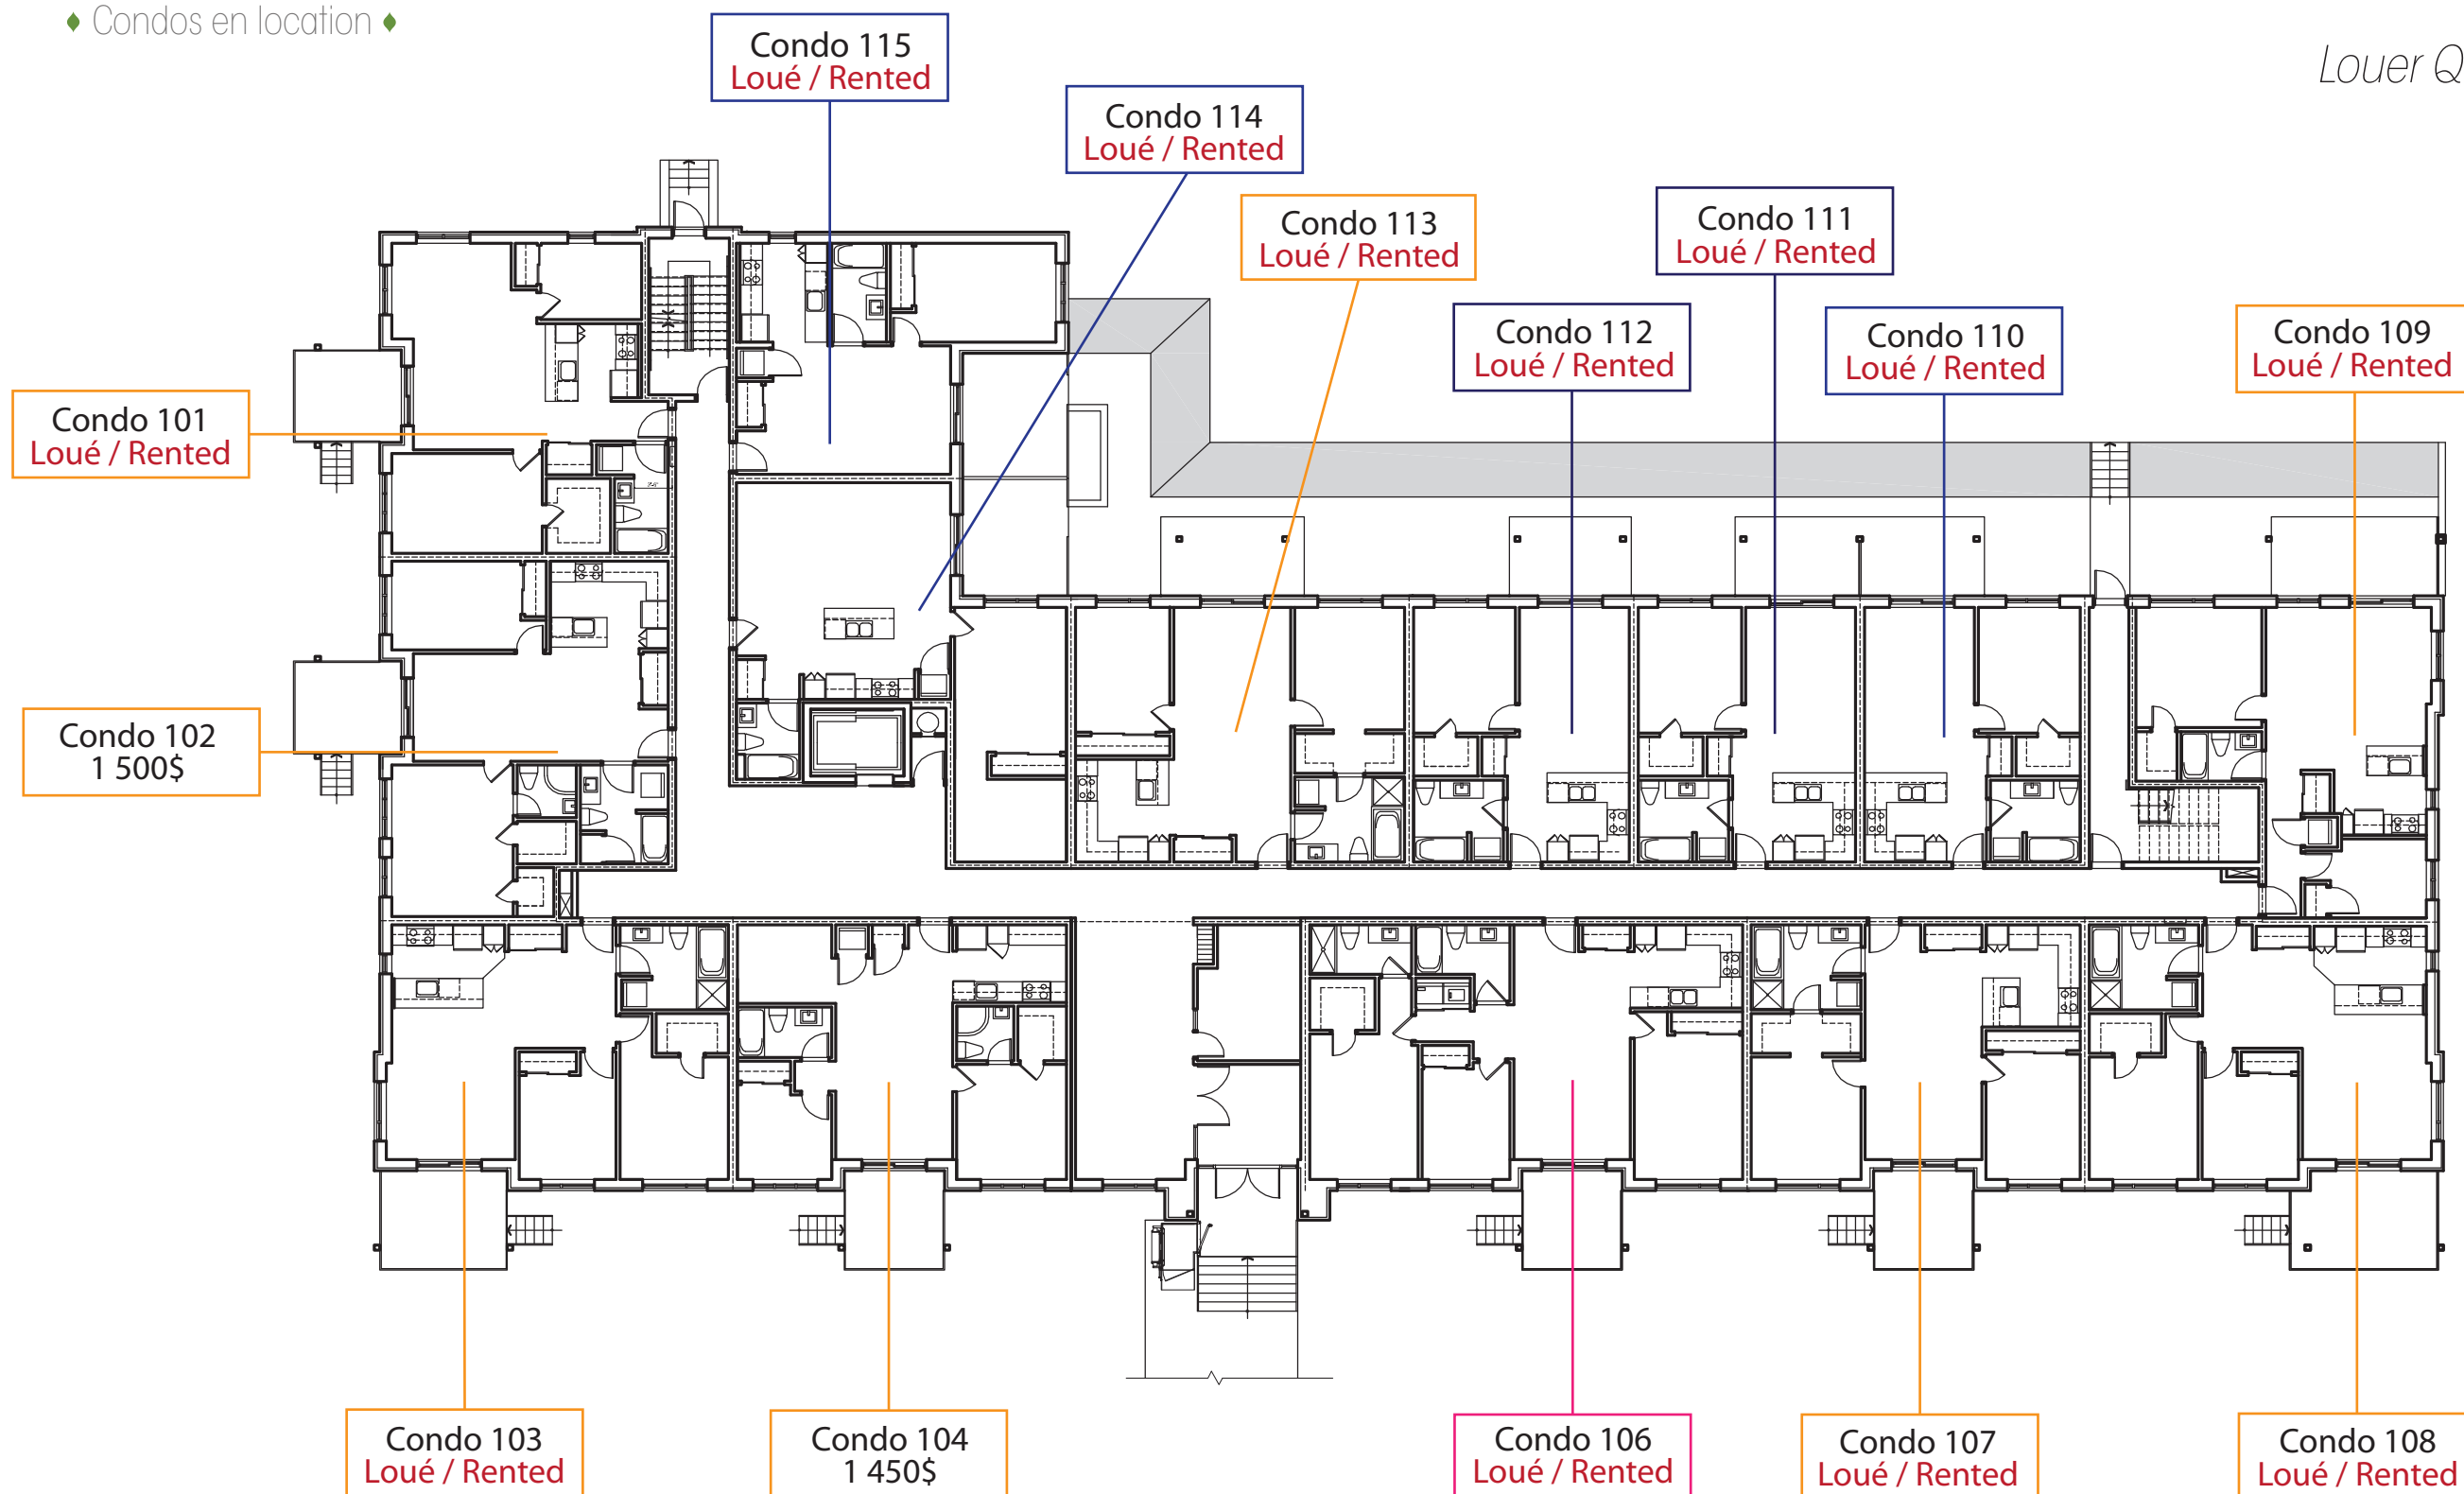 Condos en location
Louer Q
Condo 115
Loué / Rented
Condo 114
Loué / Rented
Condo 113
Loué / Rented
Condo 111
Loué / Rented
Condo 112
Loué / Rented
Condo 110
Loué / Rented
Condo 109
Loué / Rented
Condo 101
Loué / Rented
Condo 102
1 500$
Condo 103
Loué / Rented
Condo 104
1 450$
Condo 106
Loué / Rented
Condo 107
Loué / Rented
Condo 108
Loué / Rented